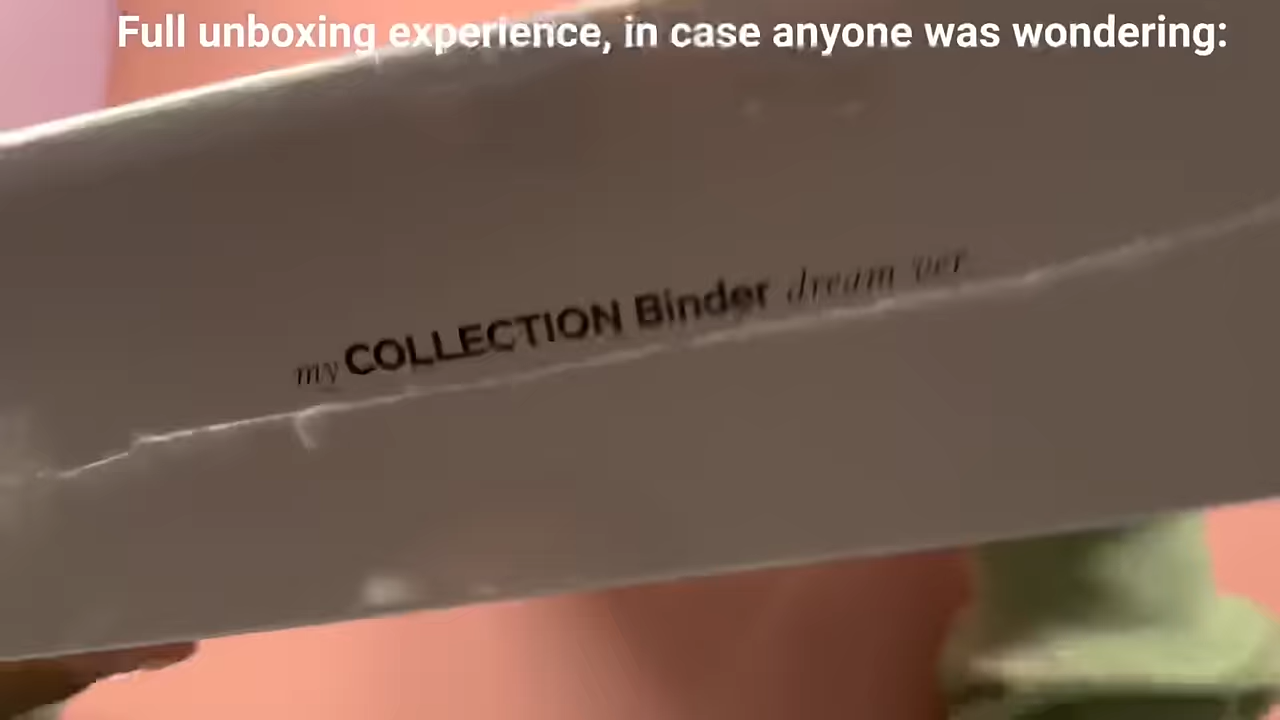 Full unboxing experience, in case anyone was wondering:
my COLLECTION Binder dream ver